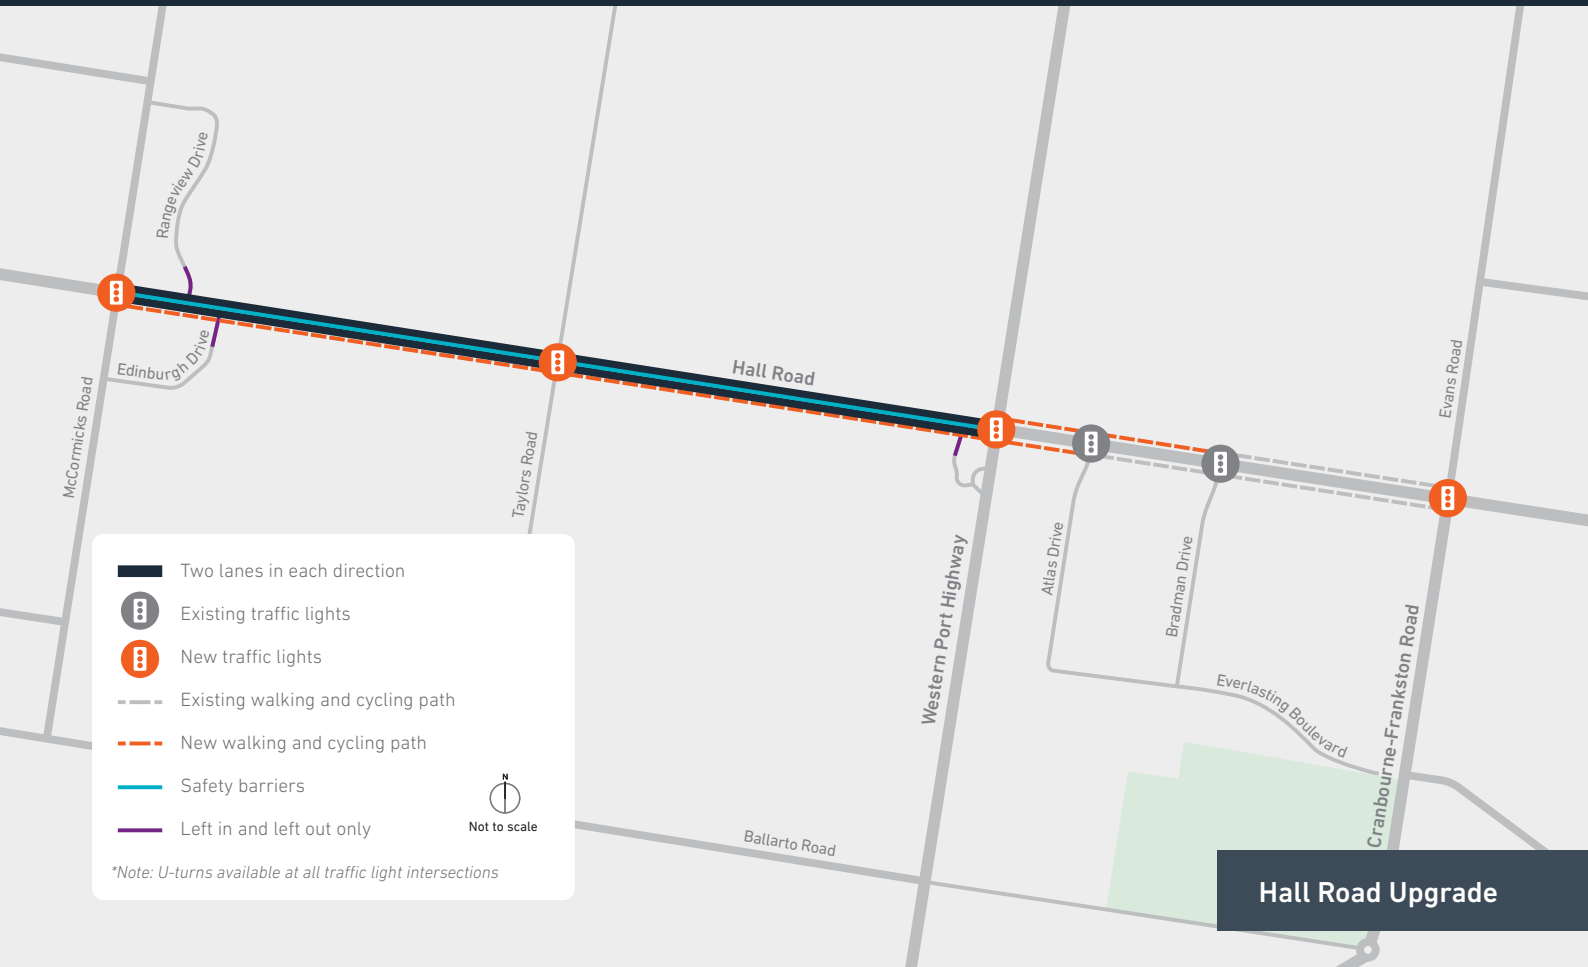 Rangeview Drive
Edinburgh Drive
McCormicks Road
Taylors Road
Hall Road
Evans Road
Western Port Highway
Atlas Drive
Bradman Drive
Everlasting Boulevard
Cranbourne-Frankston Road
Ballarto Road
Two lanes in each direction
Existing traffic lights
New traffic lights
Existing walking and cycling path
New walking and cycling path
Safety barriers
Left in and left out only
N
Not to scale
*Note: U-turns available at all traffic light intersections
Hall Road Upgrade